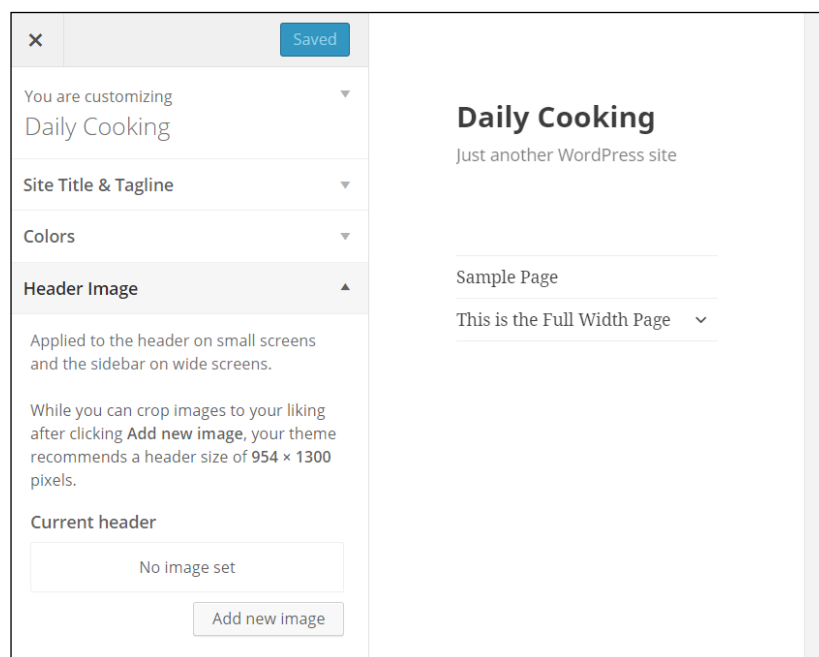 Saved
You are customizing
Daily Cooking
Site Title & Tagline
Colors
Header Image
Applied to the header on small screens
and the sidebar on wide screens.
While you can crop images to your liking
after clicking Add new image, your theme
recommends a header size of 954 × 1300
pixels.
Current header
No image set
Add new image
Daily Cooking
Just another WordPress site
Sample Page
This is the Full Width Page